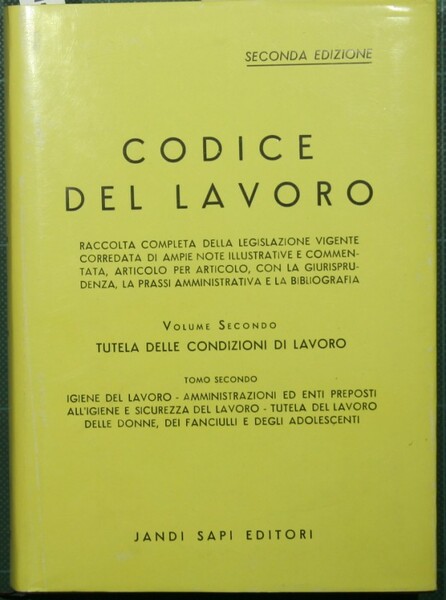 SECONDA EDIZIONE
CODICE
DEL LAVORO
RACCOLTA COMPLETA DELLA LEGISLAZIONE VIGENTE
CORREDATA DI AMPIE NOTE ILLUSTRATIVE E COMMEN-
TATA, ARTICOLO PER ARTICOLO, CON LA GIURISPRU-
DENZA, LA PRASSI AMMINISTRATIVA E LA BIBLIOGRAFIA
VOLUME SECONDO
TUTELA DELLE CONDIZIONI DI LAVORO
TOMO SECONDO
IGIENE DEL LAVORO - AMMINISTRAZIONI ED ENTI PREPOSTI
ALL'IGIENE E SICUREZZA DEL LAVORO - TUTELA DEL LAVORO
DELLE DONNE, DEI FANCIULLI E DEGLI ADOLESCENTI
JANDI SAPI EDITORI